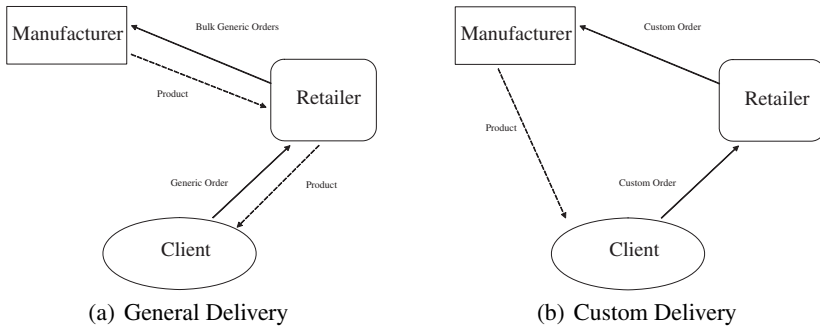 Manufacturer
Bulk Generic Orders
Product
Retailer
Generic Order
Product
Client
(a) General Delivery
Manufacturer
Custom Order
Retailer
Product
Custom Order
Client
(b) Custom Delivery